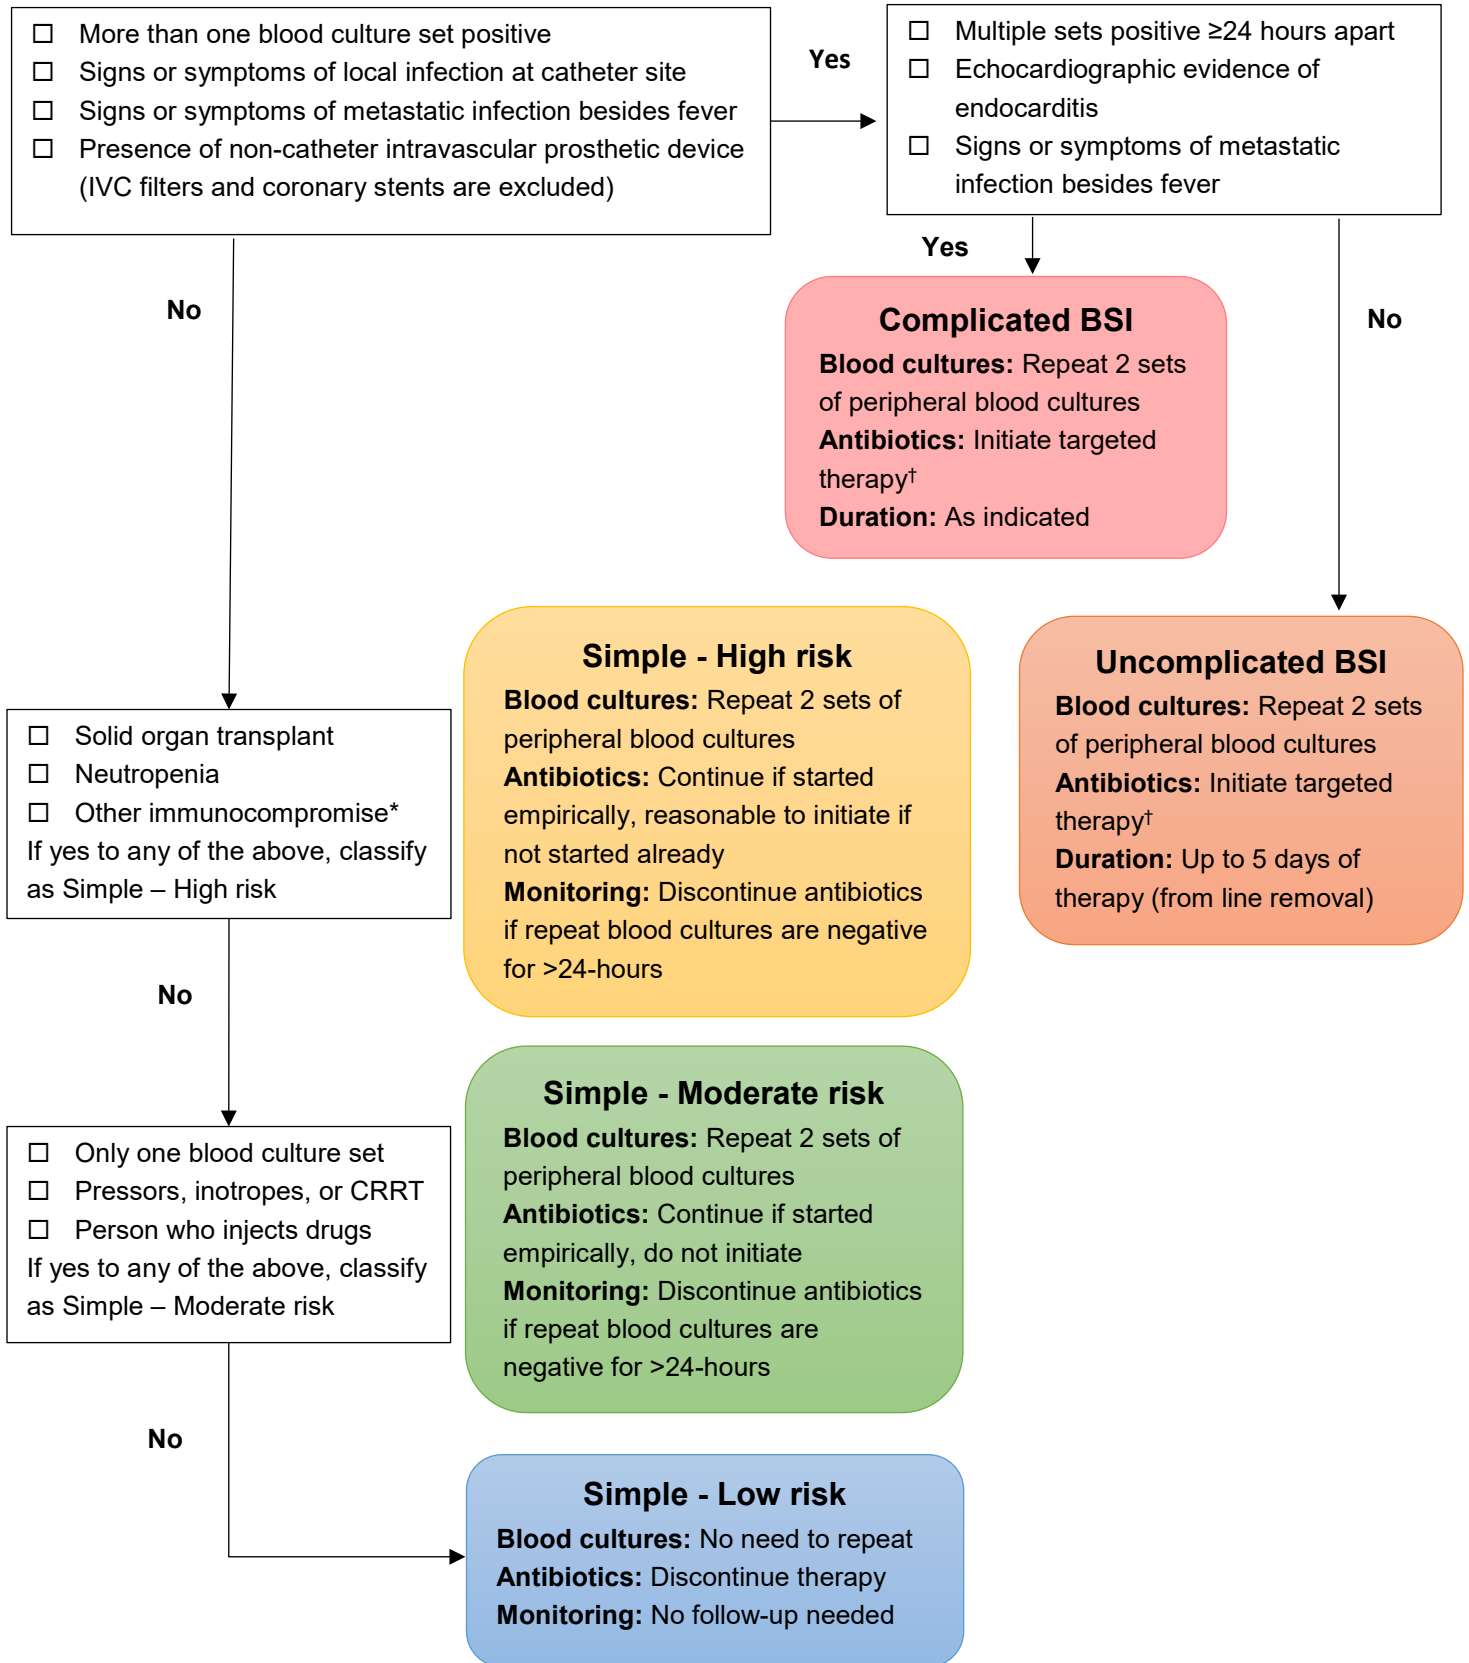 ☐ More than one blood culture set positive
☐ Signs or symptoms of local infection at catheter site
☐ Signs or symptoms of metastatic infection besides fever
☐ Presence of non-catheter intravascular prosthetic device
(IVC filters and coronary stents are excluded)
Yes
☐ Multiple sets positive ≥24 hours apart
☐ Echocardiographic evidence of
endocarditis
☐ Signs or symptoms of metastatic
infection besides fever
Yes
No
No
Complicated BSI
Blood cultures: Repeat 2 sets
of peripheral blood cultures
Antibiotics: Initiate targeted
therapy†
Duration: As indicated
Uncomplicated BSI
Blood cultures: Repeat 2 sets
of peripheral blood cultures
Antibiotics: Initiate targeted
therapy†
Duration: Up to 5 days of
therapy (from line removal)
☐ Solid organ transplant
☐ Neutropenia
☐ Other immunocompromise*
If yes to any of the above, classify
as Simple – High risk
Simple - High risk
Blood cultures: Repeat 2 sets of
peripheral blood cultures
Antibiotics: Continue if started
empirically, reasonable to initiate if
not started already
Monitoring: Discontinue antibiotics
if repeat blood cultures are negative
for >24-hours
No
☐ Only one blood culture set
☐ Pressors, inotropes, or CRRT
☐ Person who injects drugs
If yes to any of the above, classify
as Simple – Moderate risk
Simple - Moderate risk
Blood cultures: Repeat 2 sets of
peripheral blood cultures
Antibiotics: Continue if started
empirically, do not initiate
Monitoring: Discontinue antibiotics
if repeat blood cultures are
negative for >24-hours
No
Simple - Low risk
Blood cultures: No need to repeat
Antibiotics: Discontinue therapy
Monitoring: No follow-up needed